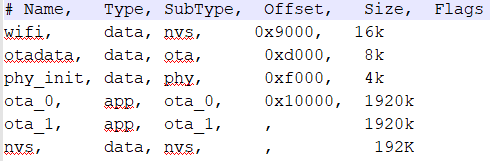 # Name, Type, SubType, Offset, Size, Flags
wifi, data, nvs, 0x9000, 16k
otadata, data, ota, 0xd000, 8k
phy_init, data, phy, 0xf000, 4k
ota_0, app, ota_0, 0x10000, 1920k
ota_1, app, ota_1, , 1920k
nvs, data, nvs, , 192K